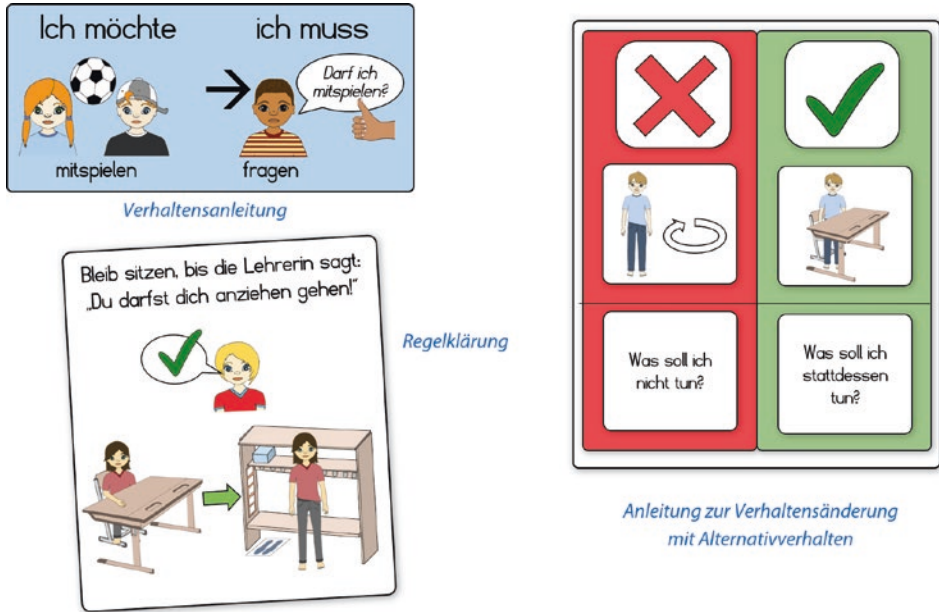 Ich möchte
ich muss
Darf ich
mitspielen?
mitspielen
fragen
Verhaltensanleitung
Bleib sitzen, bis die Lehrerin sagt:
„Du darfst dich anziehen gehen!“
Regelklärung
Was soll ich
nicht tun?
Was soll ich
stattdessen
tun?
Anleitung zur Verhaltensänderung
mit Alternativverhalten